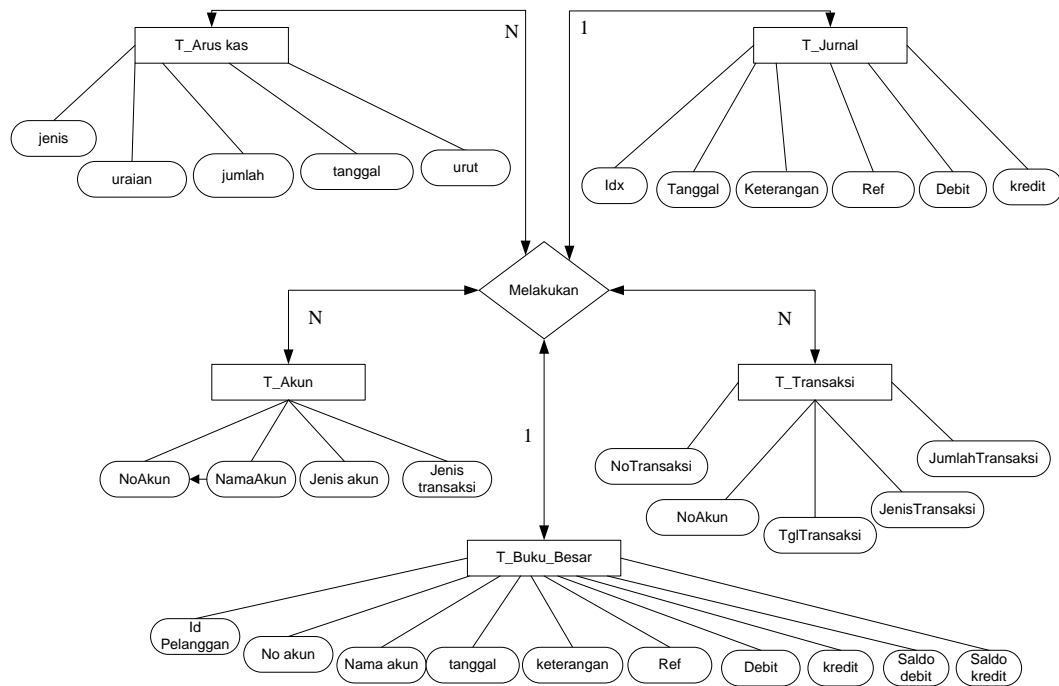 N
1
T_Arus kas
T_Jurnal
jenis
uraian
jumlah
tanggal
urut
Idx
Tanggal
Keterangan
Ref
Debit
kredit
Melakukan
N
N
T_Akun
T_Transaksi
1
NoAkun
NamaAkun
Jenis akun
Jenis
transaksi
NoTransaksi
NoAkun
TglTransaksi
JenisTransaksi
JumlahTransaksi
T_Buku_Besar
Id
Pelanggan
No akun
Nama akun
tanggal
keterangan
Ref
Debit
kredit
Saldo
debit
Saldo
kredit